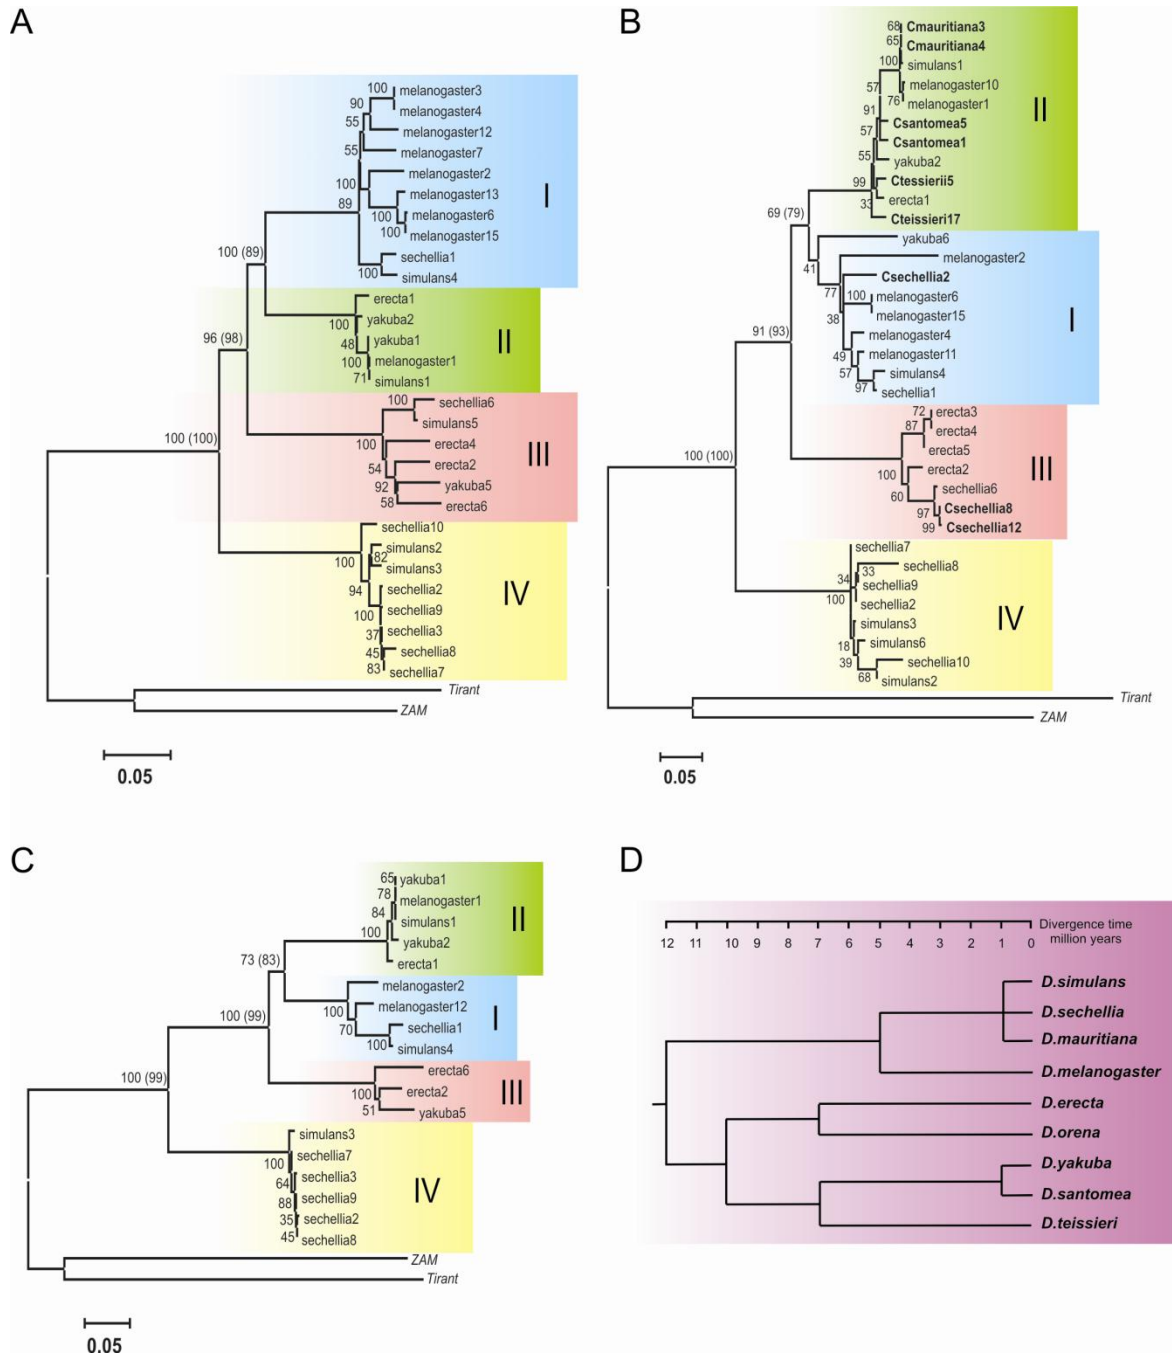 A
100
melanogaster3
90
melanogaster4
55
melanogaster12
55
melanogaster7
melanogaster2
100
melanogaster13
89
100
melanogaster6
100
melanogaster15
sechellia1
100
simulans4
I
100 (89)
erecta1
100
yakuba2
48
yakuba1
100
melanogaster1
71
simulans1
II
96 (98)
100
sechellia6
simulans5
100
erecta4
54
erecta2
92
yakuba5
58
erecta6
III
100 (100)
sechellia10
100
simulans2
82
simulans3
94
sechellia2
100
sechellia9
37
sechellia3
45
sechellia8
83
sechellia7
IV
Tirant
ZAM
0.05
B
68
Cmauritiana3
65
Cmauritiana4
100
simulans1
57
melanogaster10
76
melanogaster1
91
Csantomea5
57
Csantomea1
55
yakuba2
99
Ctessierii5
33
erecta1
Cteissieri17
II
69 (79)
yakuba6
41
melanogaster2
77
Csechellia2
100
melanogaster6
38
melanogaster15
melanogaster4
49
melanogaster11
57
simulans4
97
sechellia1
I
91 (93)
72
erecta3
87
erecta4
erecta5
100
erecta2
60
sechellia6
97
Csechellia8
99
Csechellia12
III
100 (100)
sechellia7
33
sechellia8
34
sechellia9
100
sechellia2
simulans3
18
simulans6
39
sechellia10
68
simulans2
IV
Tirant
ZAM
0.05
C
65
yakuba1
78
melanogaster1
84
simulans1
100
yakuba2
erecta1
II
73 (83)
melanogaster2
100
melanogaster12
70
sechellia1
100
simulans4
I
100 (99)
erecta6
100
erecta2
51
yakuba5
III
100 (99)
simulans3
100
sechellia7
64
sechellia3
88
sechellia9
35
sechellia2
45
sechellia8
IV
ZAM
Tirant
0.05
D
12 11 10 9 8 7 6 5 4 3 2 1 0
Divergence time
million years
D.simulans
D.sechellia
D.mauritiana
D.melanogaster
D.erecta
D.orena
D.yakuba
D.santomea
D.teissieri